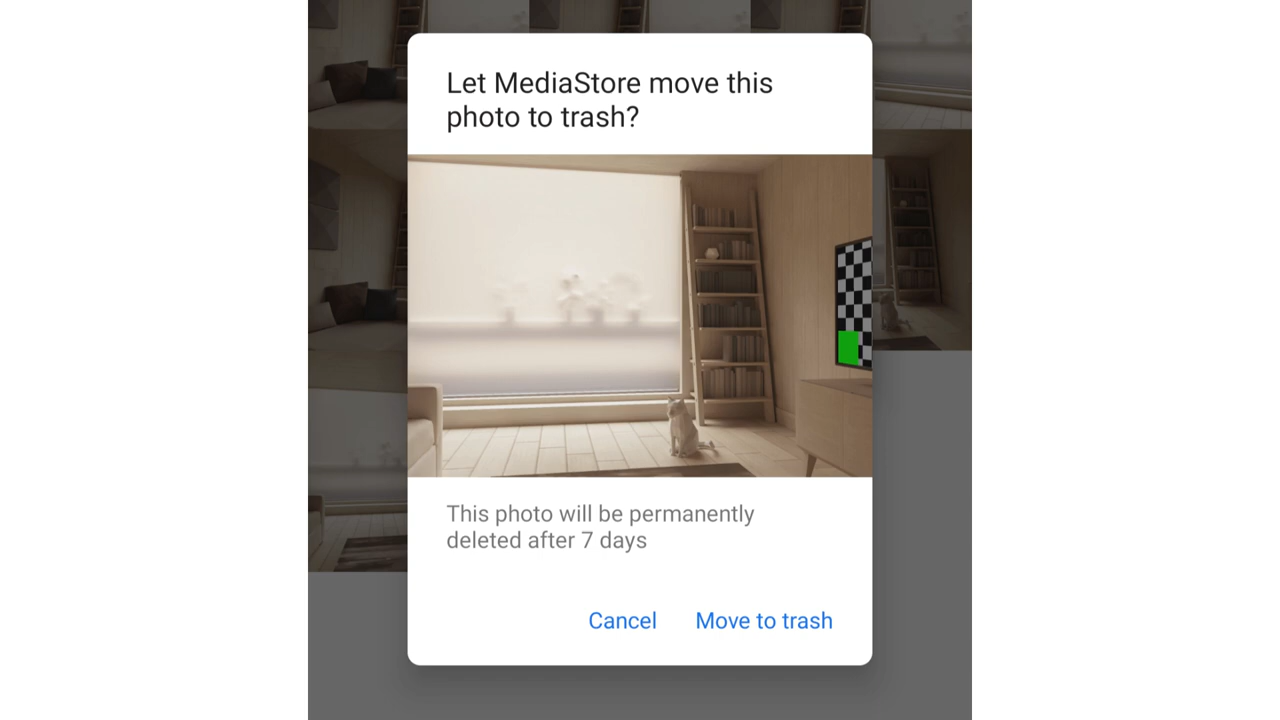 Let MediaStore move this
photo to trash?
This photo will be permanently
deleted after 7 days
Cancel
Move to trash